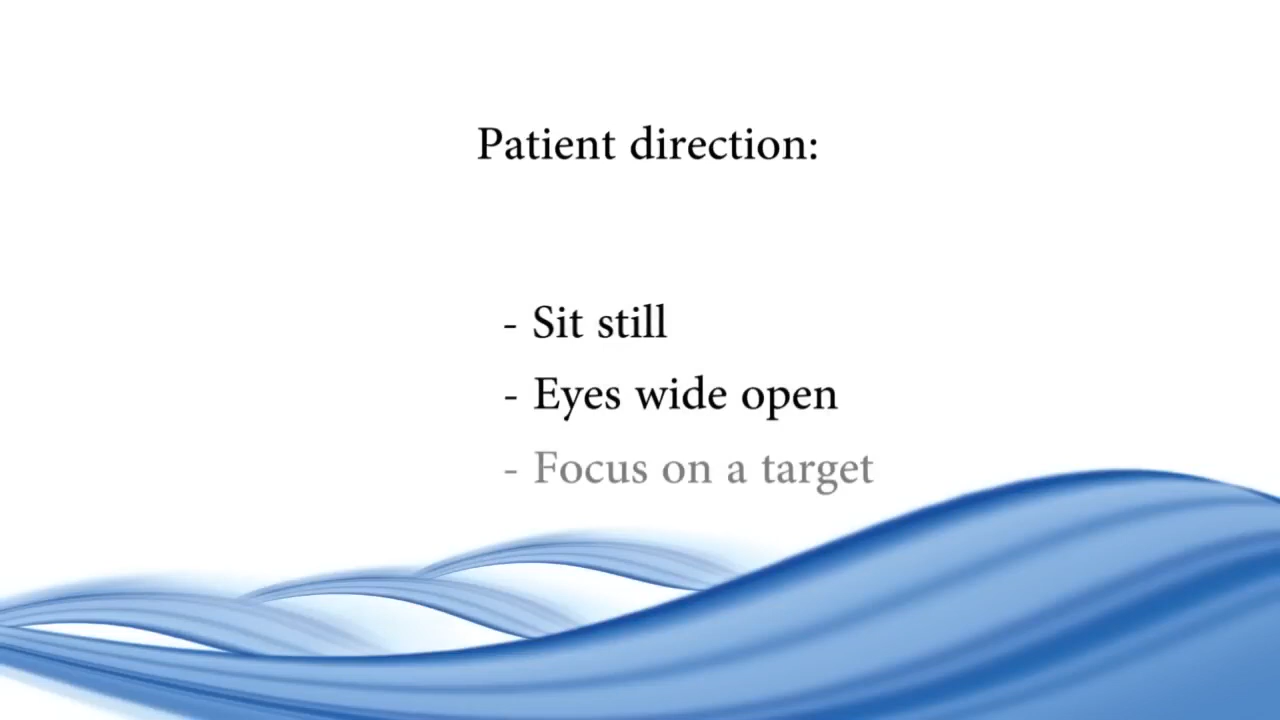 Patient direction:
- Sit still
- Eyes wide open
- Focus on a target